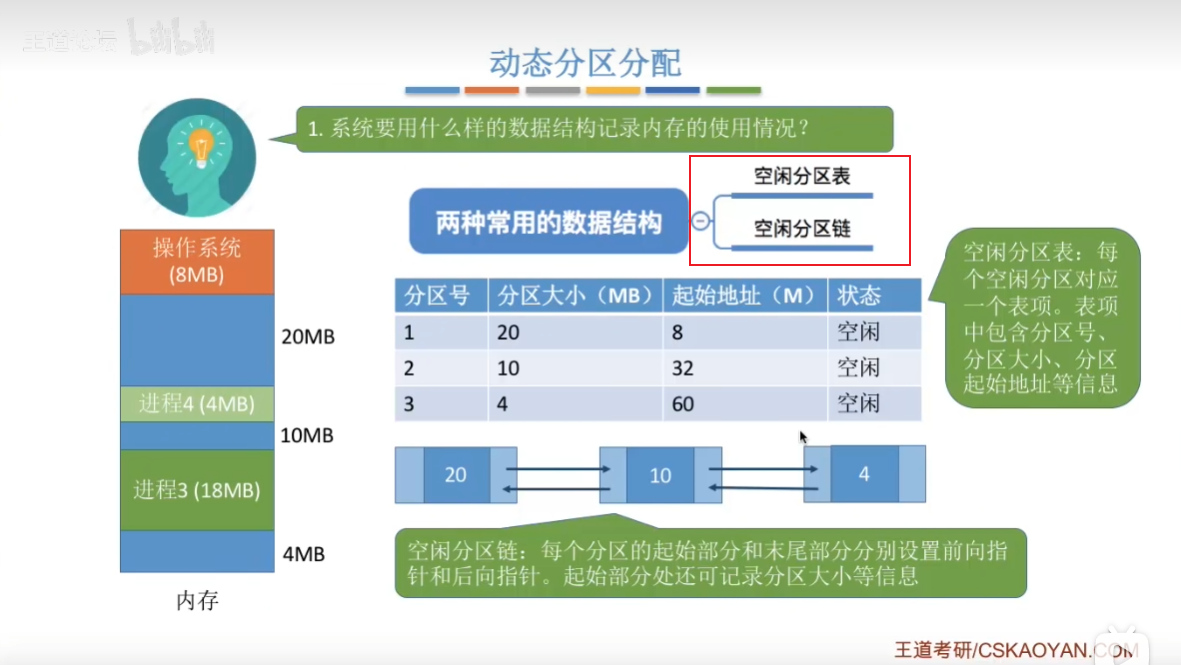 王道论坛 bilibili
动态分区分配
1. 系统要用什么样的数据结构记录内存的使用情况？
两种常用的数据结构
空闲分区表
空闲分区链
操作系统
(8MB)
20MB
进程4 (4MB)
10MB
进程3 (18MB)
4MB
内存
分区号 分区大小（MB） 起始地址（M） 状态
1 20 8 空闲
2 10 32 空闲
3 4 60 空闲
空闲分区表：每
个空闲分区对应
一个表项。表项
中包含分区号、
分区大小、分区
起始地址等信息
20 10 4
空闲分区链：每个分区的起始部分和末尾部分分别设置前向指
针和后向指针。起始部分处还可记录分区大小等信息
王道考研/CSKAOYAN.COM